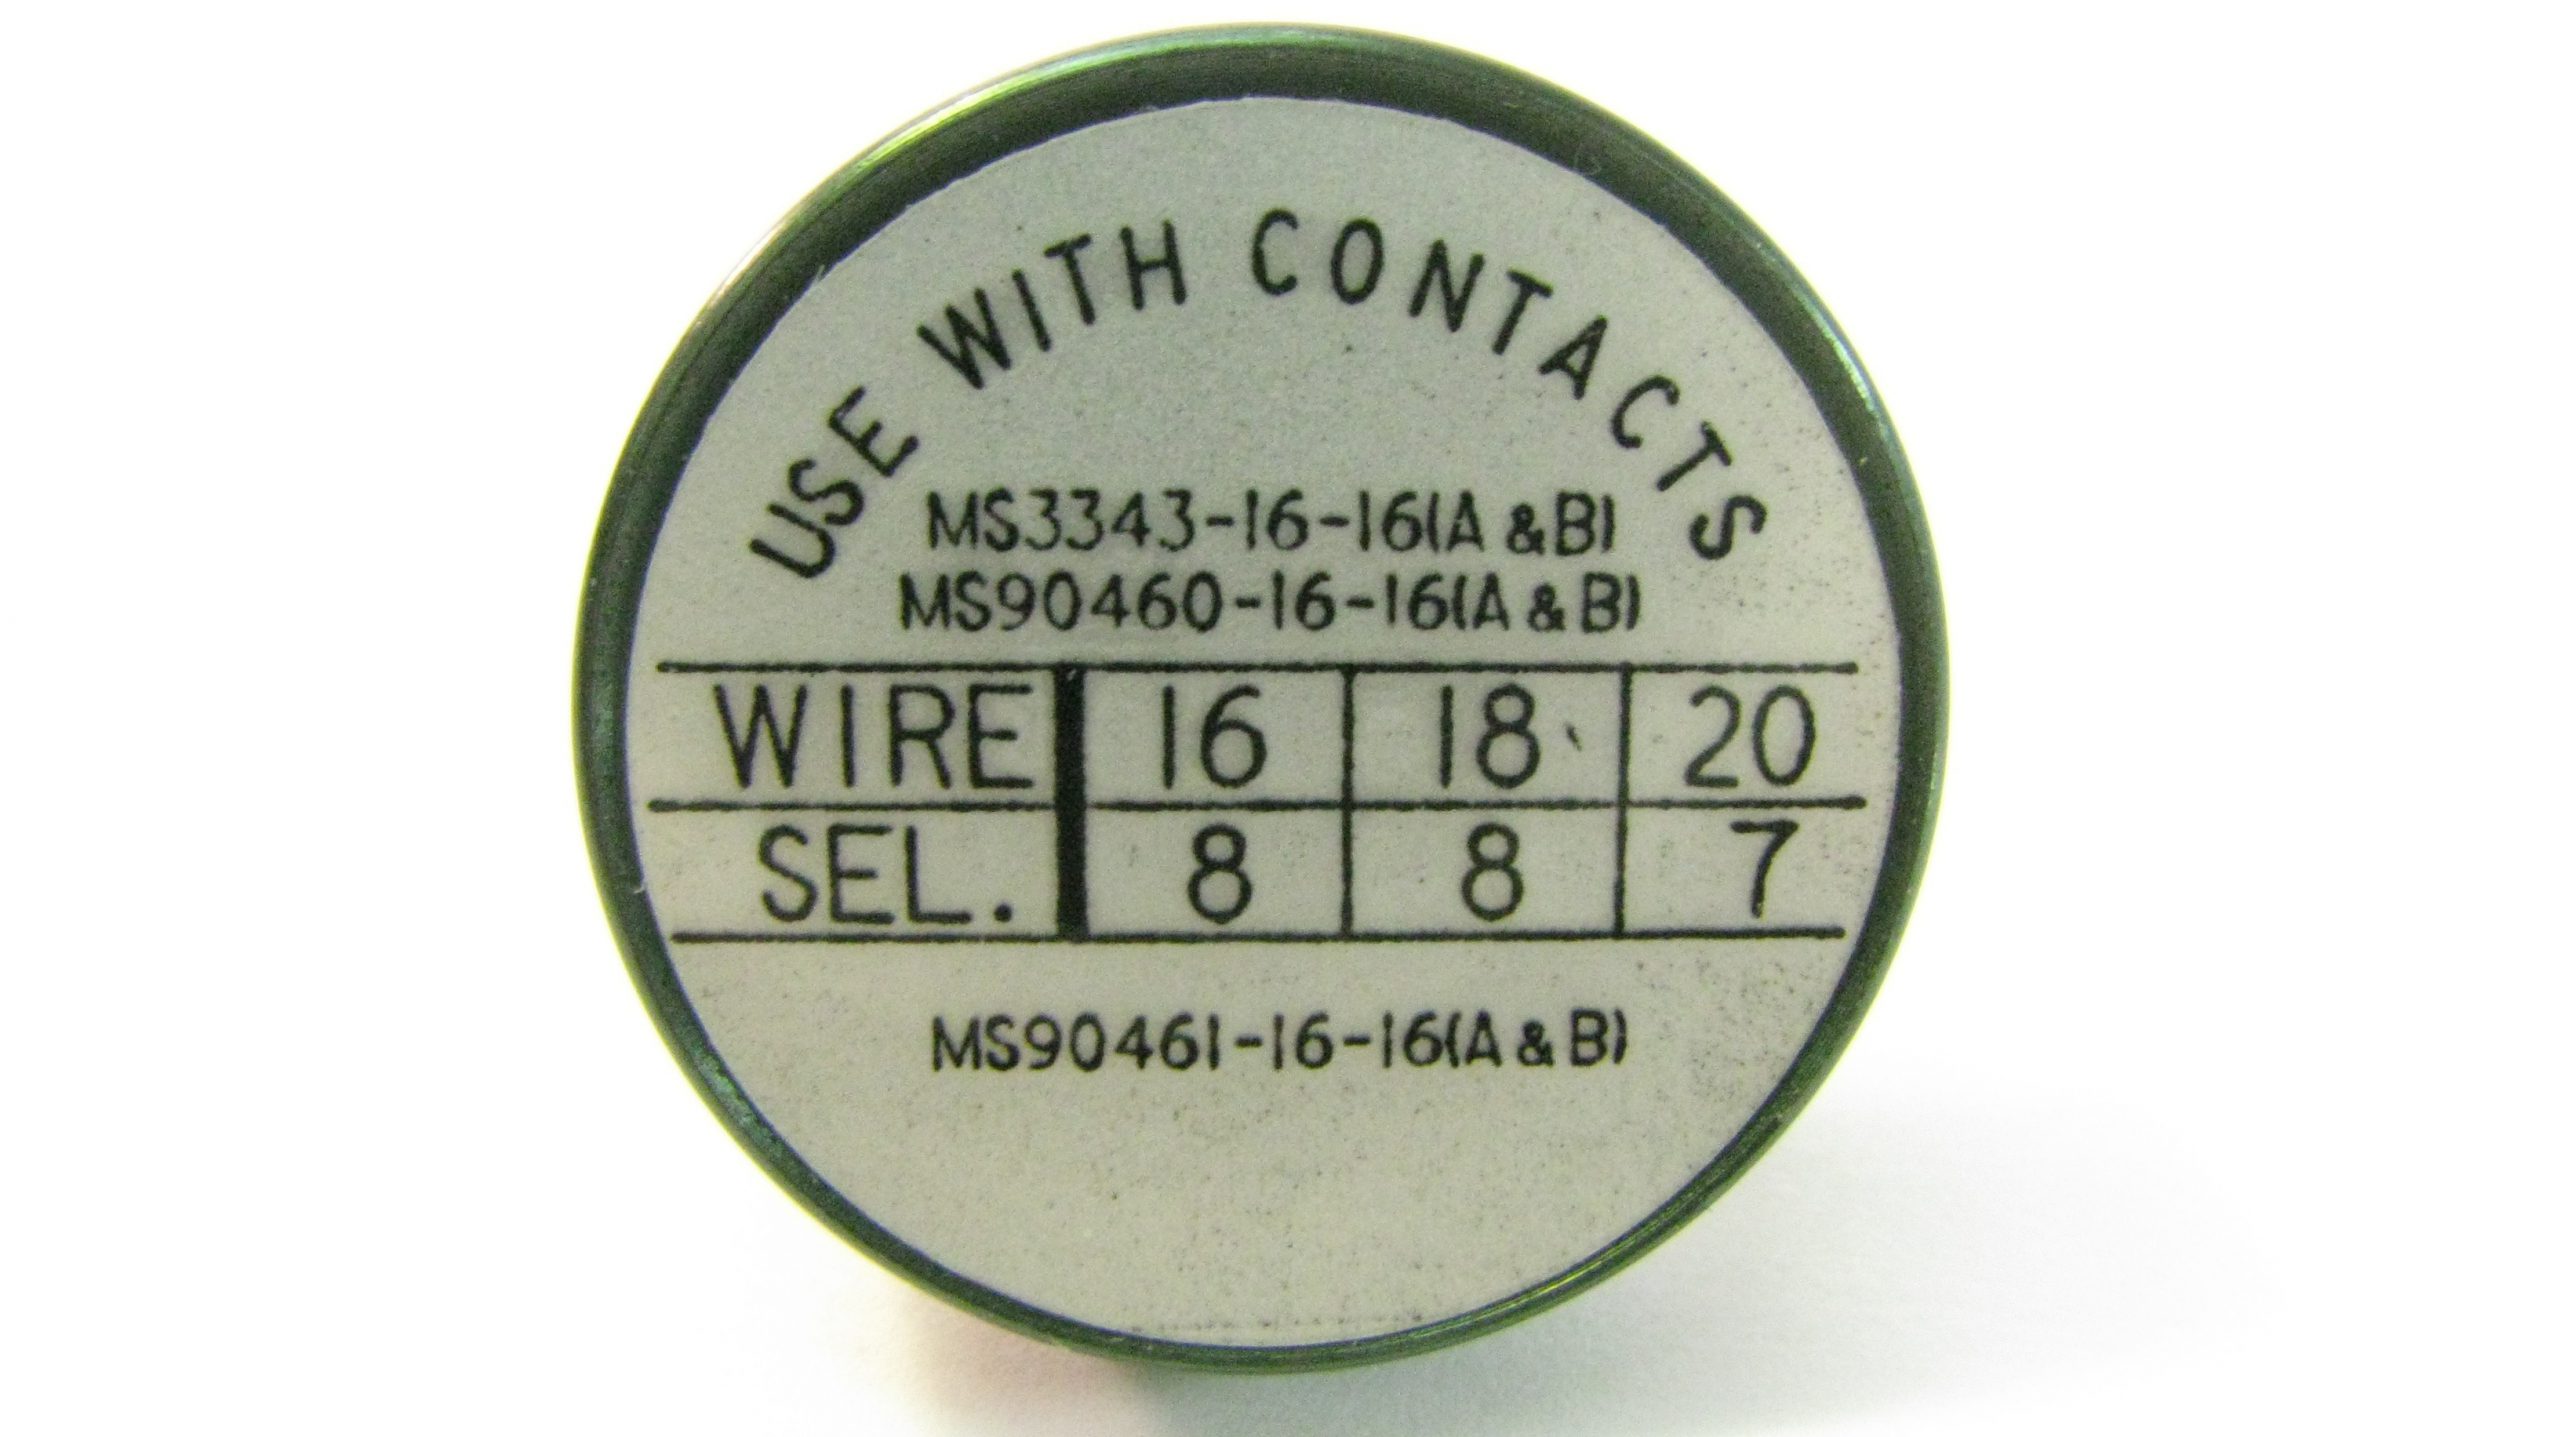 USE WITH CONTACTS
MS3343-16-16(A & B)
MS90460-16-16(A & B)
WIRE 16 18 20
SEL. 8 8 7
MS90461-16-16(A & B)